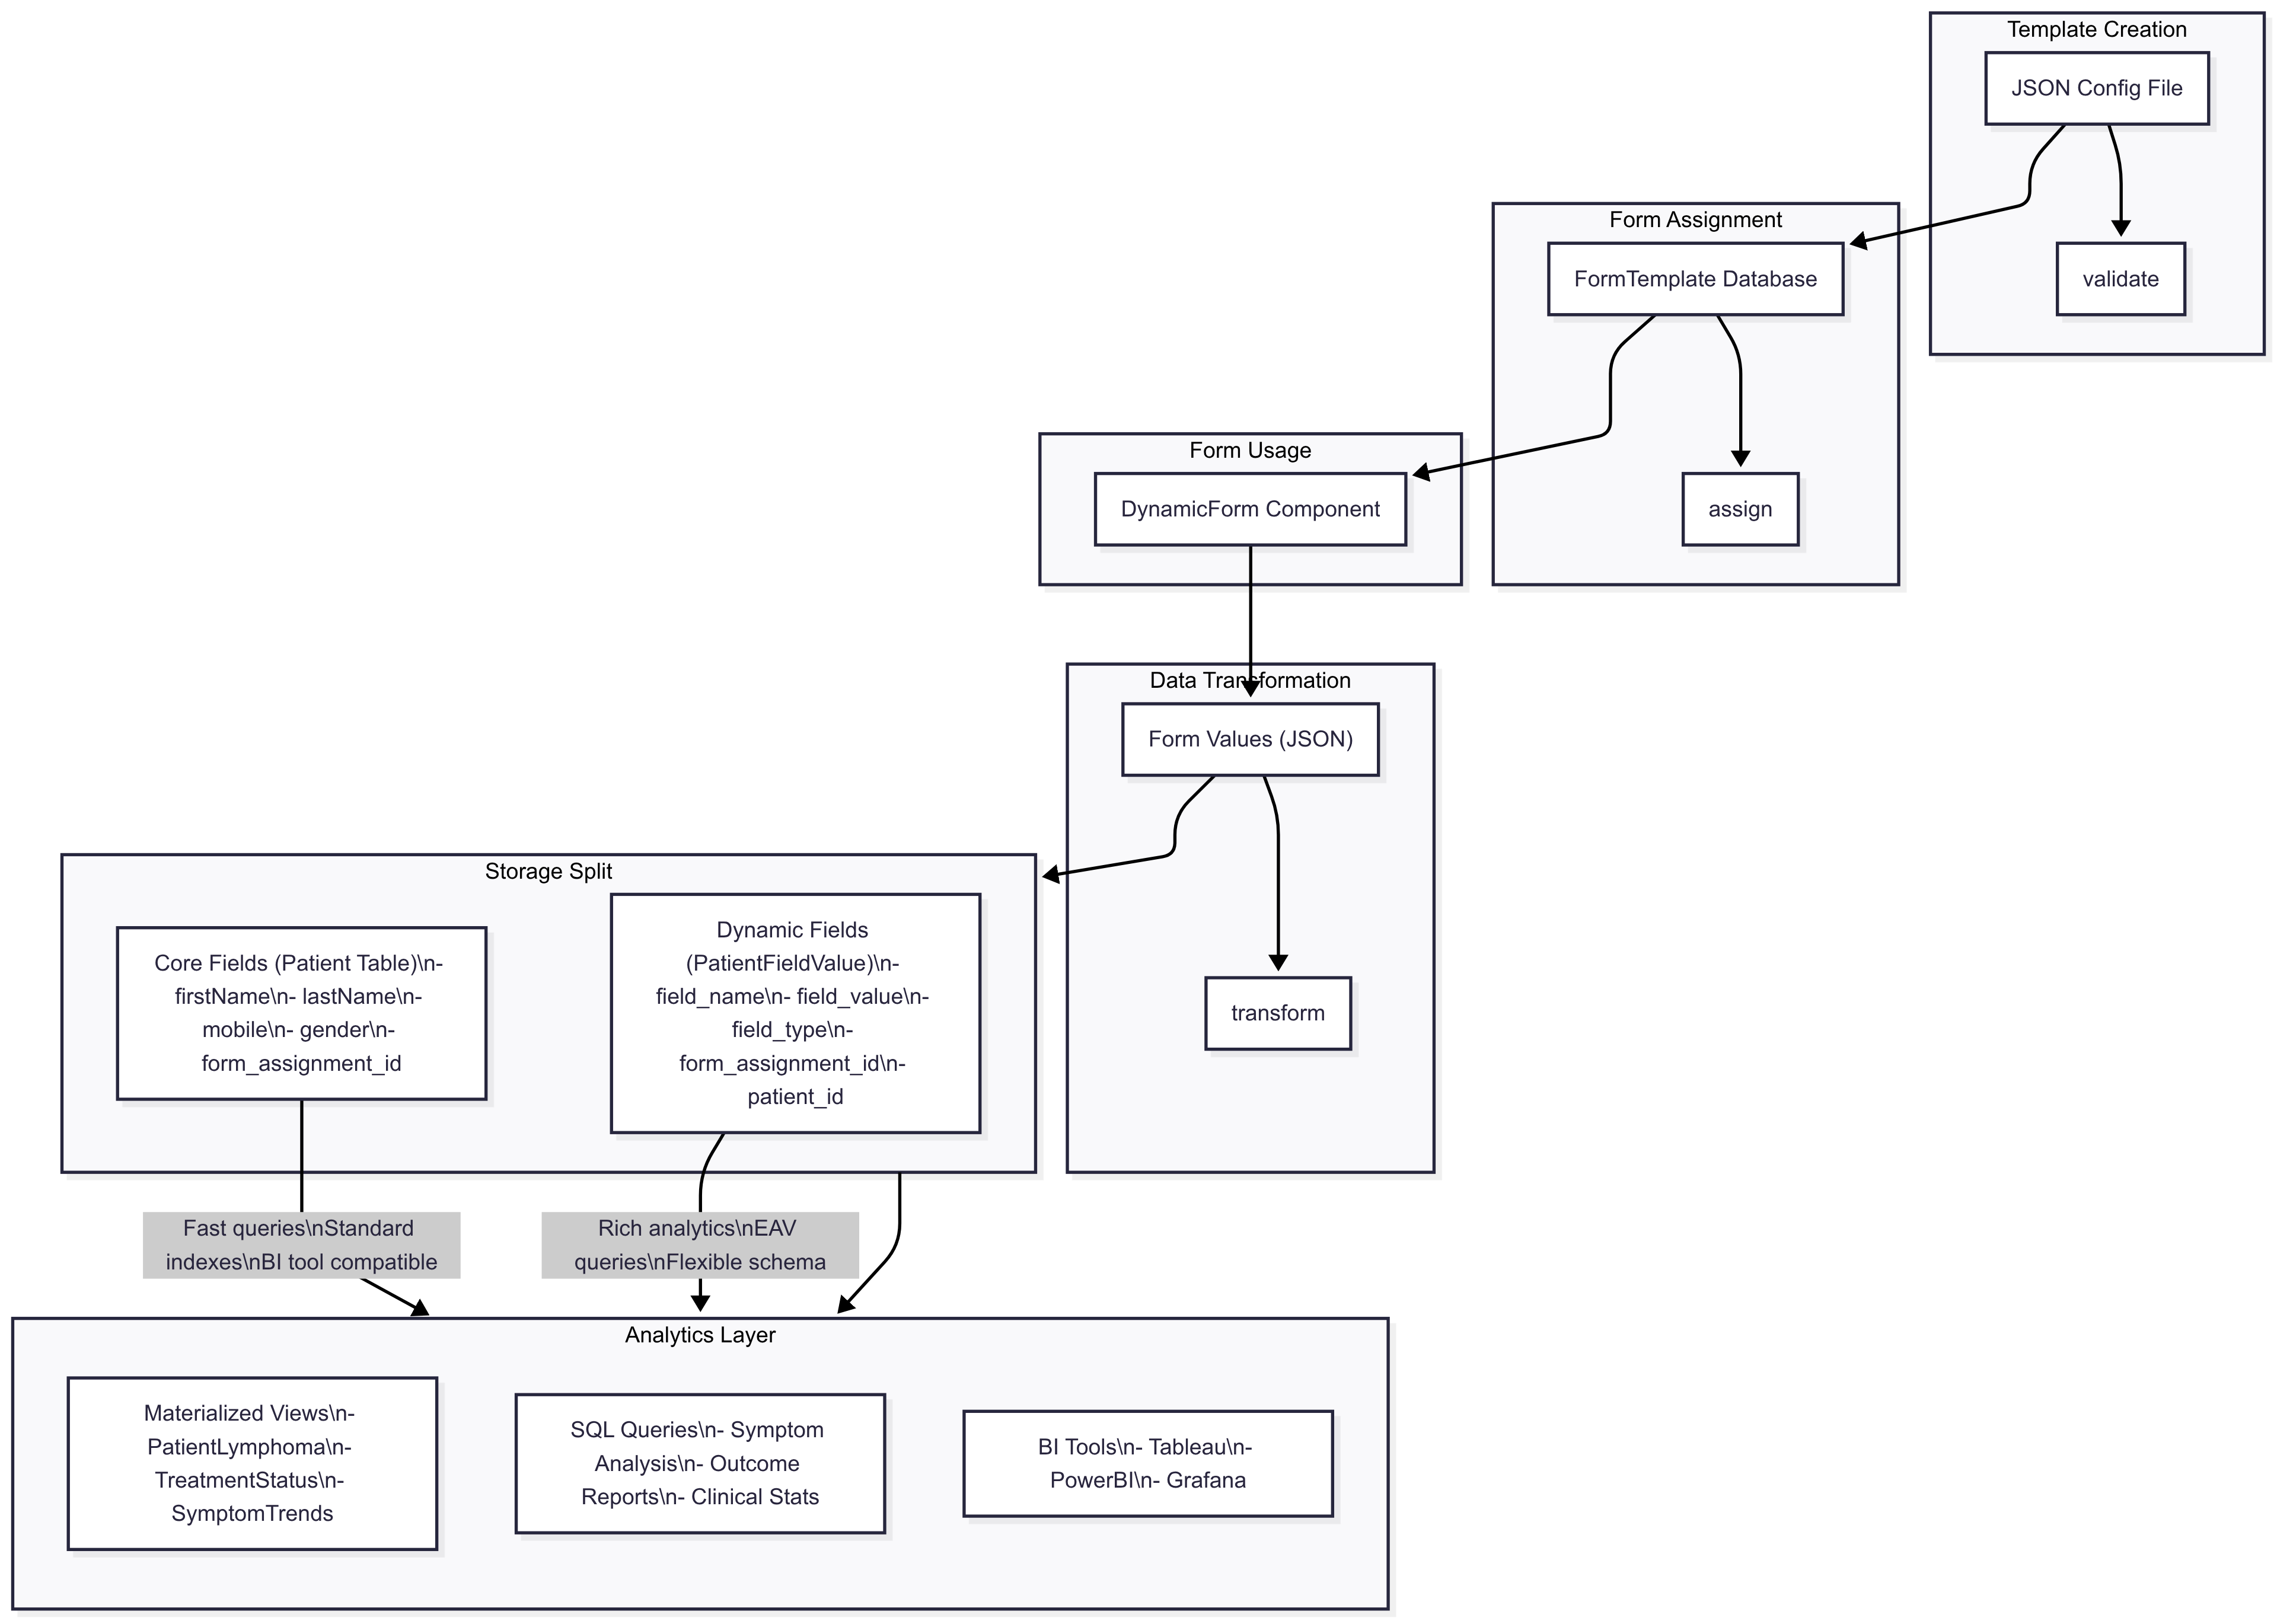 Template Creation
JSON Config File
validate
Form Assignment
FormTemplate Database
assign
Form Usage
DynamicForm Component
Data Transformation
Form Values (JSON)
transform
Storage Split
Core Fields (Patient Table)\n-
firstName\n- lastName\n-
mobile\n- gender\n-
form_assignment_id
Dynamic Fields
(PatientFieldValue)\n-
field_name\n- field_value\n-
field_type\n-
form_assignment_id\n-
patient_id
Fast queries\nStandard
indexes\nBI tool compatible
Rich analytics\nEAV
queries\nFlexible schema
Analytics Layer
Materialized Views\n-
PatientLymphoma\n-
TreatmentStatus\n-
SymptomTrends
SQL Queries\n- Symptom
Analysis\n- Outcome
Reports\n- Clinical Stats
BI Tools\n- Tableau\n-
PowerBI\n- Grafana